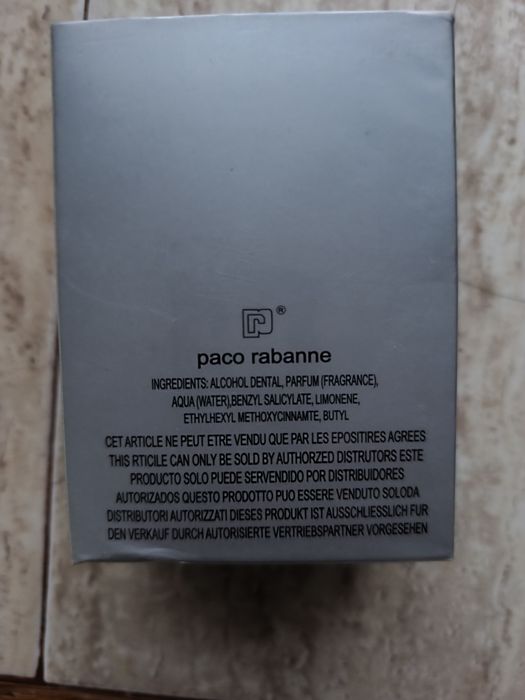 ®
paco rabanne
INGREDIENTS: ALCOHOL DENTAL, PARFUM (FRAGRANCE),
AQUA (WATER),BENZYL SALICYLATE, LIMONENE,
ETHYLHEXYL METHOXYCINNAMTE, BUTYL
CET ARTICLE NE PEUT ETRE VENDU QUE PAR LES EPOSITIRES AGREES
THIS RTICILE CAN ONLY BE SOLD BY AUTHORZED DISTRUTORS ESTE
PRODUCTO SOLO PUEDE SERVENDIDO POR DISTRIBUIDORES
AUTORIZADOS QUESTO PRODOTTO PUO ESSERE VENDUTO SOLODA
DISTRIBUTORI AUTORIZZATI DIESES PRODUKT IST AUSSCHLIESSLICH FUR
DEN VERKAUF DURCH AUTORISIERTE VERTRIEBSPARTNER VORGESEHEN